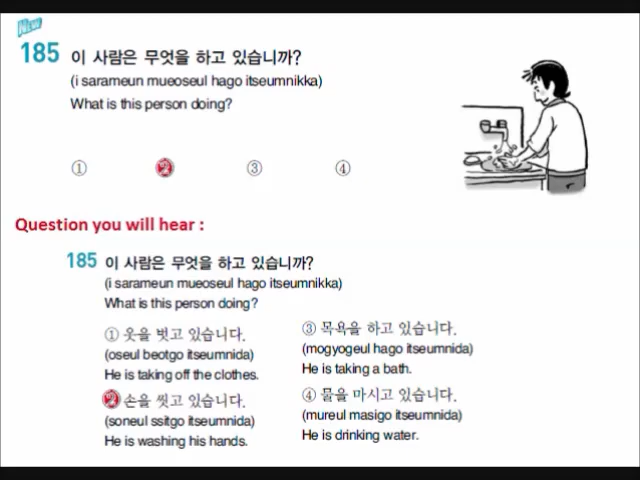 New
185 이 사람은 무엇을 하고 있습니까?
(i sarameun mueoseul hago itseumnikka)
What is this person doing?
① ② ③ ④
Question you will hear :
185 이 사람은 무엇을 하고 있습니까?
(i sarameun mueoseul hago itseumnikka)
What is this person doing?
① 옷을 벗고 있습니다.
(oseul beotgo itseumnida)
He is taking off the clothes.
② 손을 씻고 있습니다.
(soneul ssitgo itseumnida)
He is washing his hands.
③ 목욕을 하고 있습니다.
(mogyogeul hago itseumnida)
He is taking a bath.
④ 물을 마시고 있습니다.
(mureul masigo itseumnida)
He is drinking water.